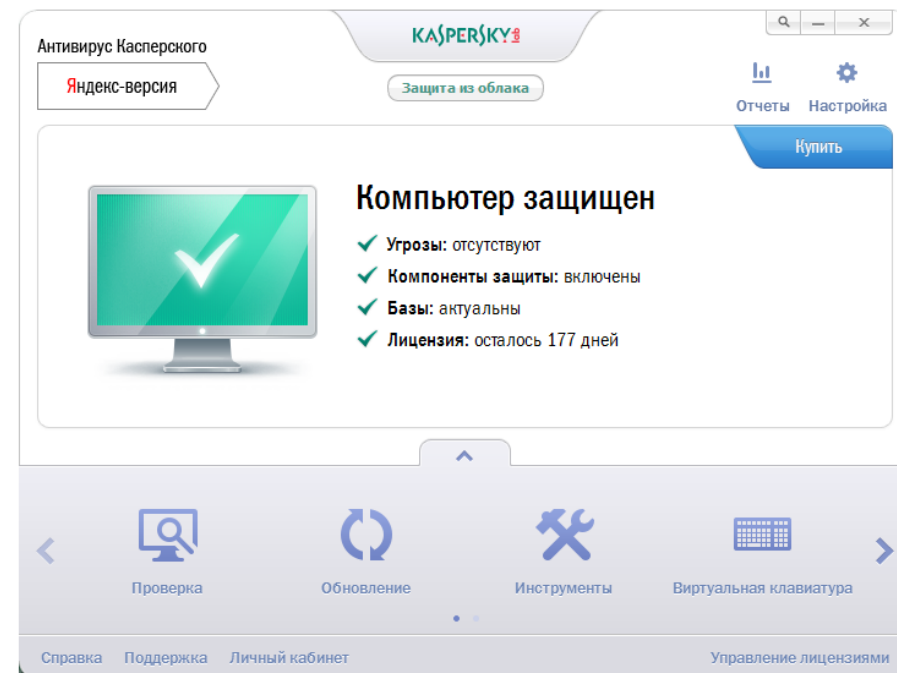 KASPERSKY lab
Антивирус Касперского
Яндекс-версия
Защита из облака
Отчеты
Настройка
Купить
Компьютер защищен
Угрозы: отсутствуют
Компоненты защиты: включены
Базы: актуальны
Лицензия: осталось 177 дней
Проверка
Обновление
Инструменты
Виртуальная клавиатура
Справка
Поддержка
Личный кабинет
Управление лицензиями